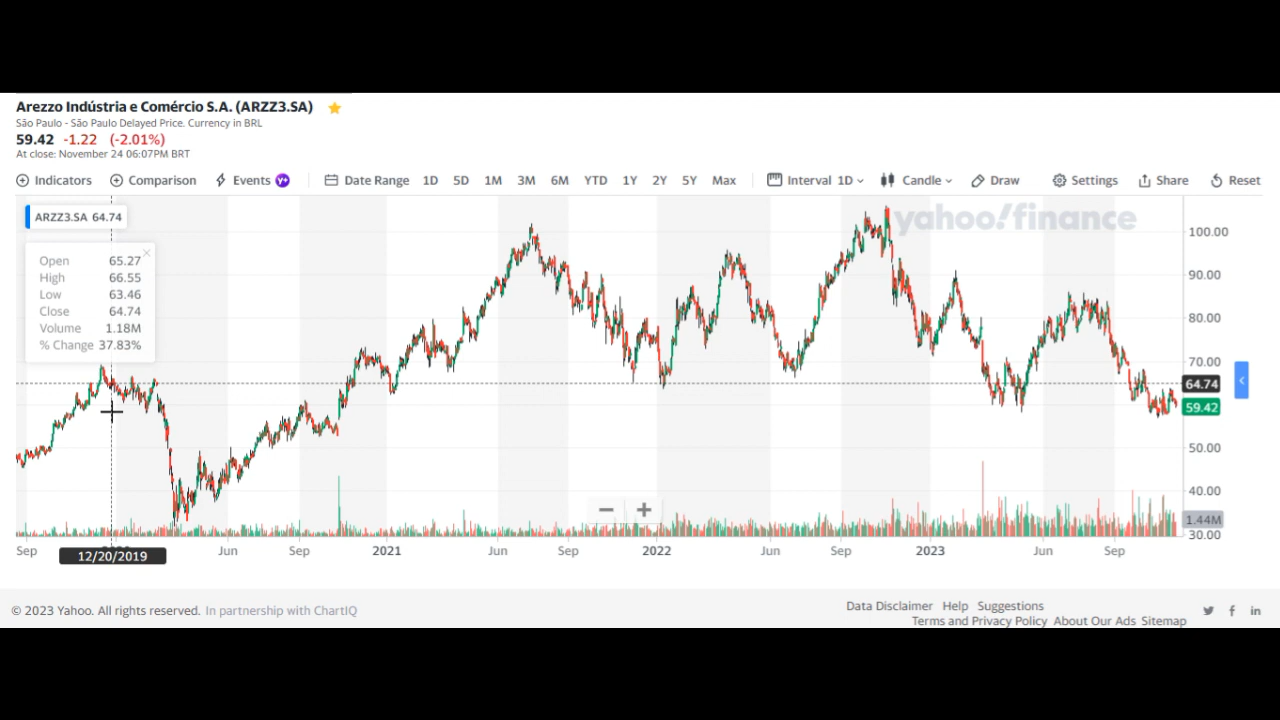 Arezzo Indústria e Comércio S.A. (ARZZ3.SA)
São Paulo - São Paulo Delayed Price. Currency in BRL
59.42 -1.22 (-2.01%)
At close: November 24 06:07PM BRT
Indicators Comparison Events Y+ Date Range 1D 5D 1M 3M 6M YTD 1Y 2Y 5Y Max Interval 1D Candle Draw Settings Share Reset
ARZZ3.SA 64.74
yahoo!finance
Open 65.27
High 66.55
Low 63.46
Close 64.74
Volume 1.18M
% Change 37.83%
100.00
90.00
80.00
70.00
64.74
59.42
50.00
40.00
1.44M
30.00
Sep Jun Sep 2021 Jun Sep 2022 Jun Sep 2023 Jun Sep
12/20/2019
© 2023 Yahoo. All rights reserved. In partnership with ChartIQ
Data Disclaimer Help Suggestions
Terms and Privacy Policy About Our Ads Sitemap